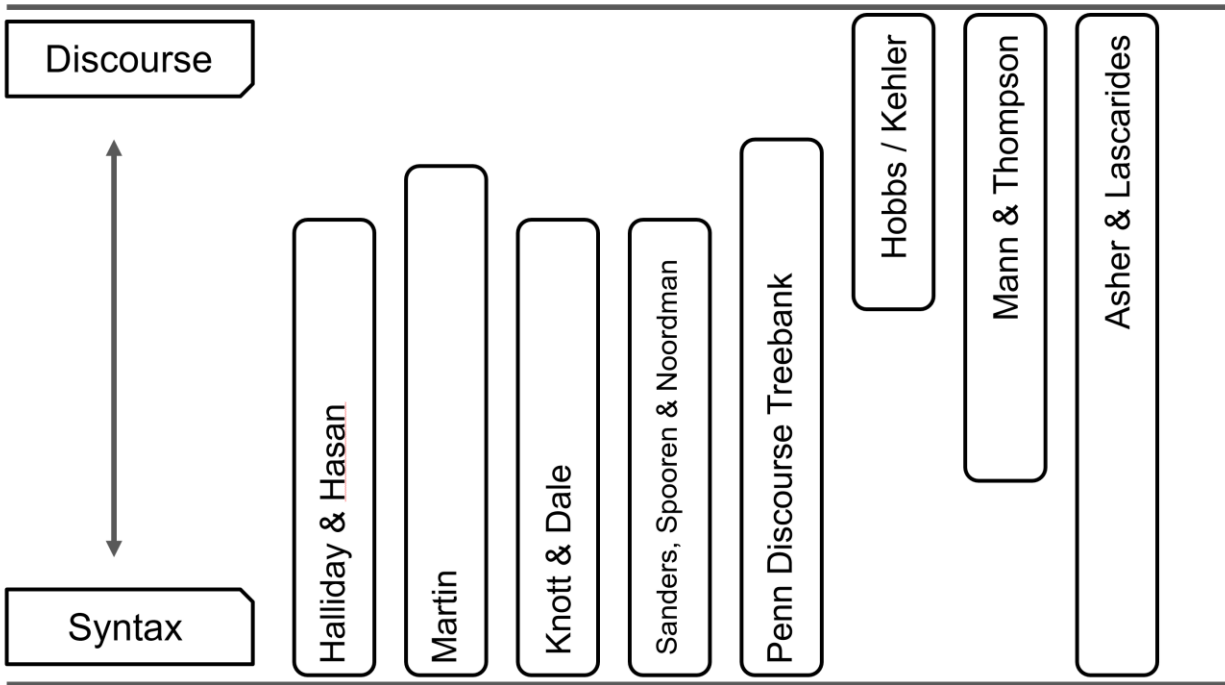 Discourse
Syntax
Halliday & Hasan
Martin
Knott & Dale
Sanders, Spooren & Noordman
Penn Discourse Treebank
Hobbs / Kehler
Mann & Thompson
Asher & Lascarides